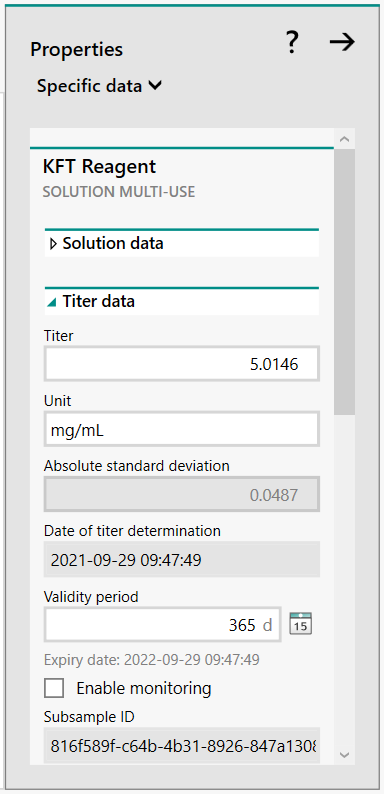 Properties
?
Specific data
KFT Reagent
SOLUTION MULTI-USE
Solution data
Titer data
Titer
5.0146
Unit
mg/mL
Absolute standard deviation
0.0487
Date of titer determination
2021-09-29 09:47:49
Validity period
365 d
15
Expiry date: 2022-09-29 09:47:49
Enable monitoring
Subsample ID
816f589f-c64b-4b31-8926-847a1308